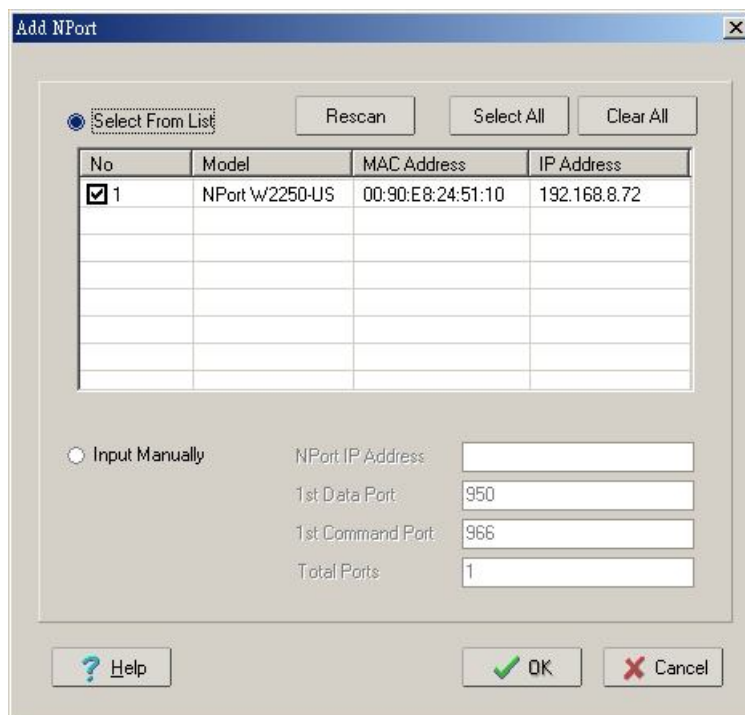 Add NPort
Select From List Rescan Select All Clear All
No Model MAC Address IP Address
1 NPort W2250-US 00:90:E8:24:51:10 192.168.8.72
Input Manually NPort IP Address
1st Data Port 950
1st Command Port 966
Total Ports 1
? Help OK Cancel